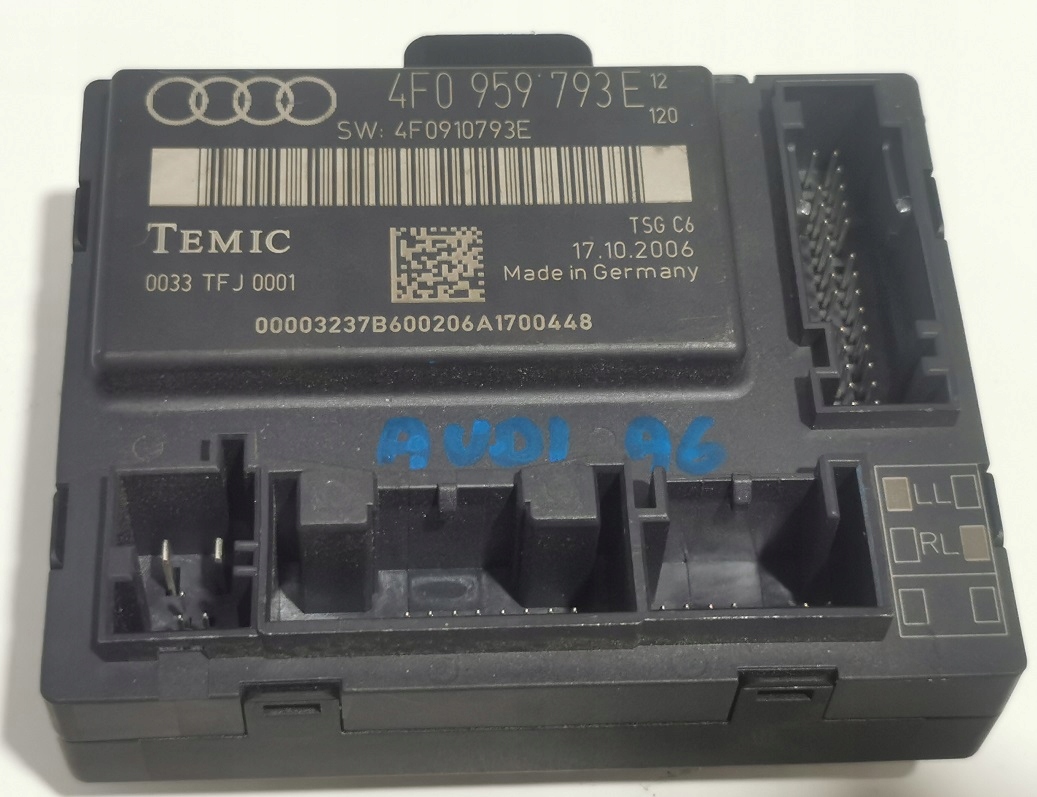 4F0 959 793 E 12
120
SW: 4F0910793E
TEMIC
0033 TFJ 0001
TSG C6
17.10.2006
Made in Germany
00003237B600206A1700448
AUDI A6
LL
RL